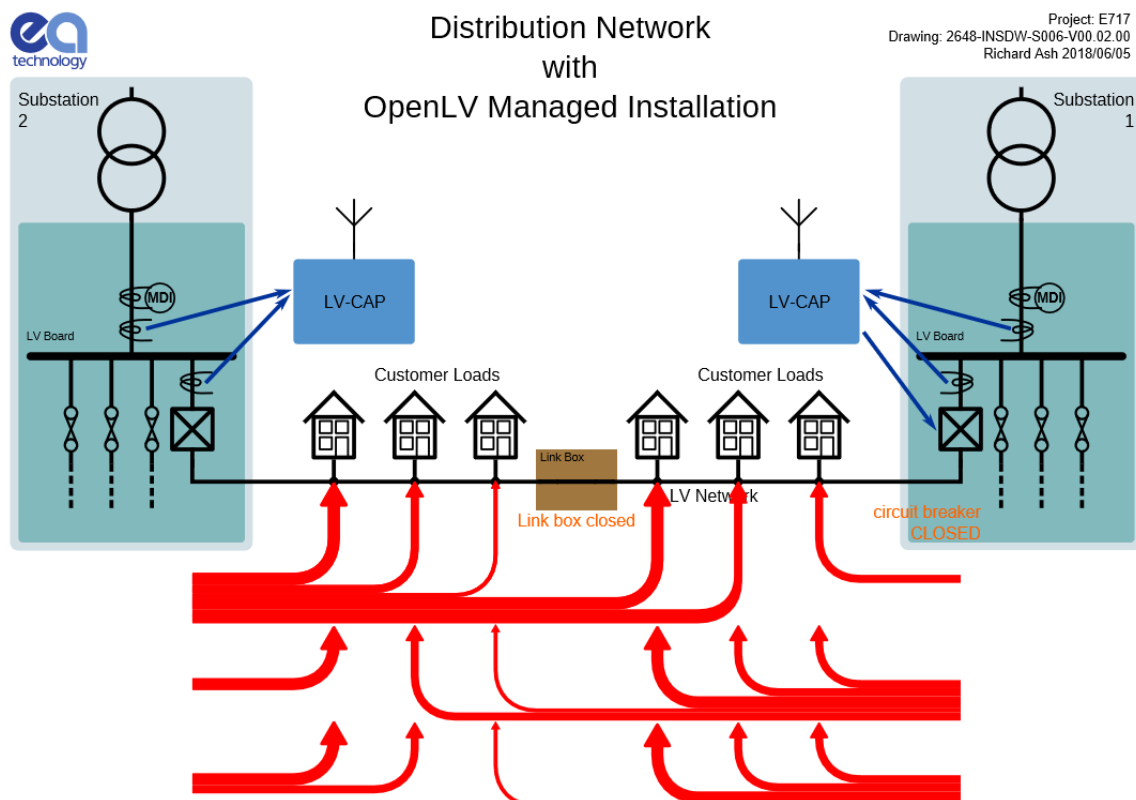 ea
technology
Distribution Network
with
OpenLV Managed Installation
Project: E717
Drawing: 2648-INSDW-S006-V00.02.00
Richard Ash 2018/06/05
Substation
2
Substation
1
MDI
MDI
LV-CAP
LV-CAP
LV Board
LV Board
Customer Loads
Customer Loads
Link Box
LV Network
Link box closed
circuit breaker
CLOSED